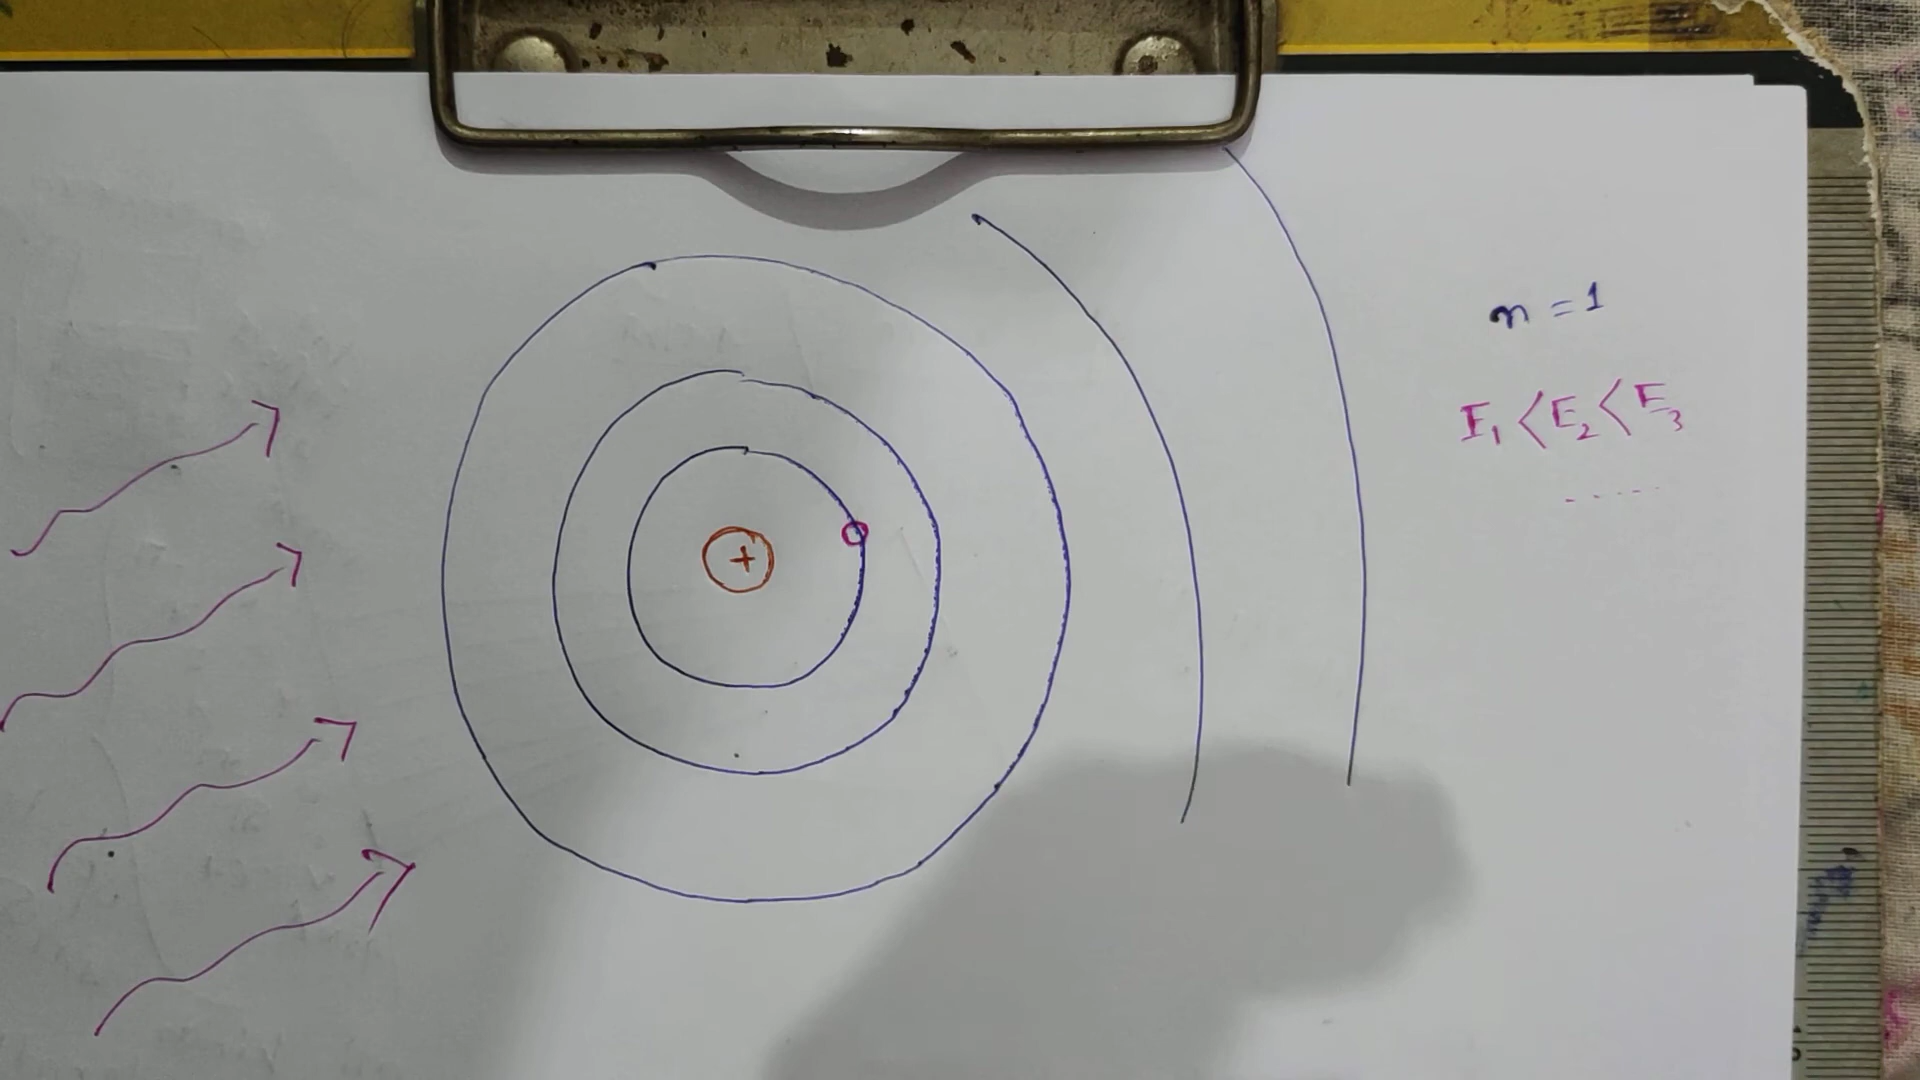 +
n = 1
E₁ < E₂ < E₃
......